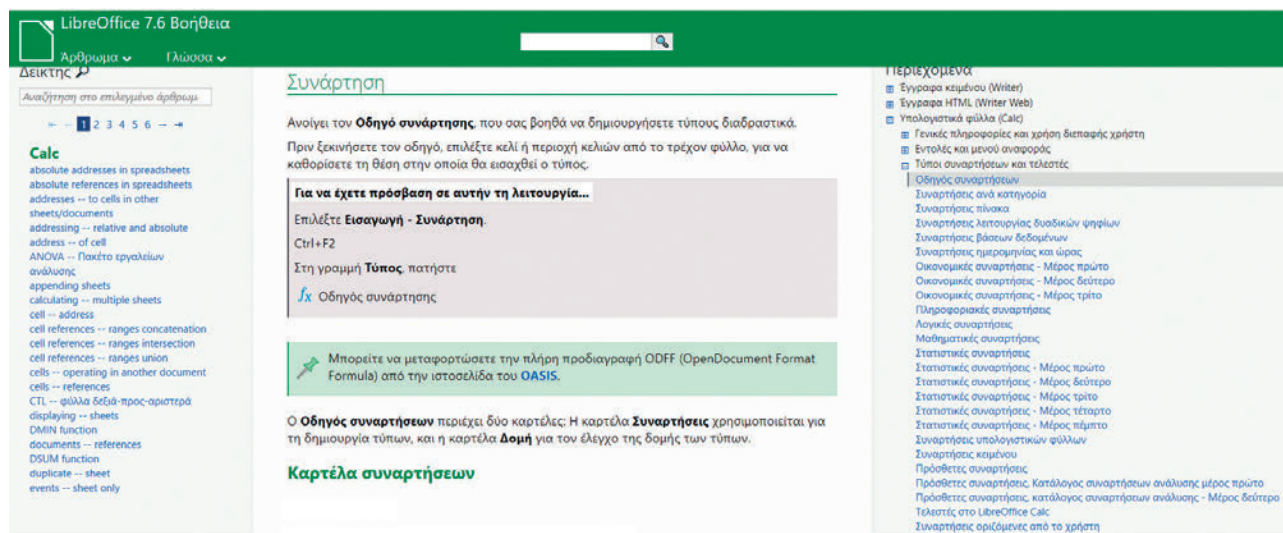 LibreOffice 7.6 Βοήθεια
Άρθρωμα
Γλώσσα
Δείκτης
Αναζήτηση στο επιλεγμένο άρθρωμα
1 2 3 4 5 6
Calc
absolute addresses in spreadsheets
absolute references in spreadsheets
addresses -- to cells in other
sheets/documents
addressing -- relative and absolute
address -- of cell
ANOVA -- Πακέτο εργαλείων
ανάλυσης
appending sheets
calculating -- multiple sheets
cell -- address
cell references -- ranges concatenation
cell references -- ranges intersection
cell references -- ranges union
cells -- operating in another document
cells -- references
CTL -- φύλλα δεξιά-προς-αριστερά
displaying -- sheets
DMIN function
documents -- references
DSUM function
duplicate -- sheet
events -- sheet only
Συνάρτηση
Ανοίγει τον Οδηγό συνάρτησης, που σας βοηθά να δημιουργήσετε τύπους διαδραστικά.
Πριν ξεκινήσετε τον οδηγό, επιλέξτε κελί ή περιοχή κελιών από το τρέχον φύλλο, για να
καθορίσετε τη θέση στην οποία θα εισαχθεί ο τύπος.
Για να έχετε πρόσβαση σε αυτήν τη λειτουργία...
Επιλέξτε Εισαγωγή - Συνάρτηση.
Ctrl+F2
Στη γραμμή Τύπος, πατήστε
fx Οδηγός συνάρτησης
Μπορείτε να μεταφορτώσετε την πλήρη προδιαγραφή ODFF (OpenDocument Format
Formula) από την ιστοσελίδα του OASIS.
Ο Οδηγός συναρτήσεων περιέχει δύο καρτέλες: Η καρτέλα Συναρτήσεις χρησιμοποιείται για
τη δημιουργία τύπων, και η καρτέλα Δομή για τον έλεγχο της δομής των τύπων.
Καρτέλα συναρτήσεων
Περιεχόμενα
Έγγραφα κειμένου (Writer)
Έγγραφα HTML (Writer Web)
Υπολογιστικά φύλλα (Calc)
Γενικές πληροφορίες και χρήση διεπαφής χρήστη
Εντολές και μενού αναφοράς
Τύποι συναρτήσεων και τελεστές
Οδηγός συναρτήσεων
Συναρτήσεις ανά κατηγορία
Συναρτήσεις πίνακα
Συναρτήσεις λειτουργίας δυαδικών ψηφίων
Συναρτήσεις βάσεων δεδομένων
Συναρτήσεις ημερομηνίας και ώρας
Οικονομικές συναρτήσεις - Μέρος πρώτο
Οικονομικές συναρτήσεις - Μέρος δεύτερο
Οικονομικές συναρτήσεις - Μέρος τρίτο
Πληροφοριακές συναρτήσεις
Λογικές συναρτήσεις
Μαθηματικές συναρτήσεις
Στατιστικές συναρτήσεις
Στατιστικές συναρτήσεις - Μέρος πρώτο
Στατιστικές συναρτήσεις - Μέρος δεύτερο
Στατιστικές συναρτήσεις - Μέρος τρίτο
Στατιστικές συναρτήσεις - Μέρος τέταρτο
Στατιστικές συναρτήσεις - Μέρος πέμπτο
Συναρτήσεις υπολογιστικών φύλλων
Συναρτήσεις κειμένου
Πρόσθετες συναρτήσεις
Πρόσθετες συναρτήσεις, Κατάλογος συναρτήσεων ανάλυσης μέρος πρώτο
Πρόσθετες συναρτήσεις, κατάλογος συναρτήσεων ανάλυσης - Μέρος δεύτερο
Τελεστές στο LibreOffice Calc
Συναρτήσεις οριζόμενες από το χρήστη